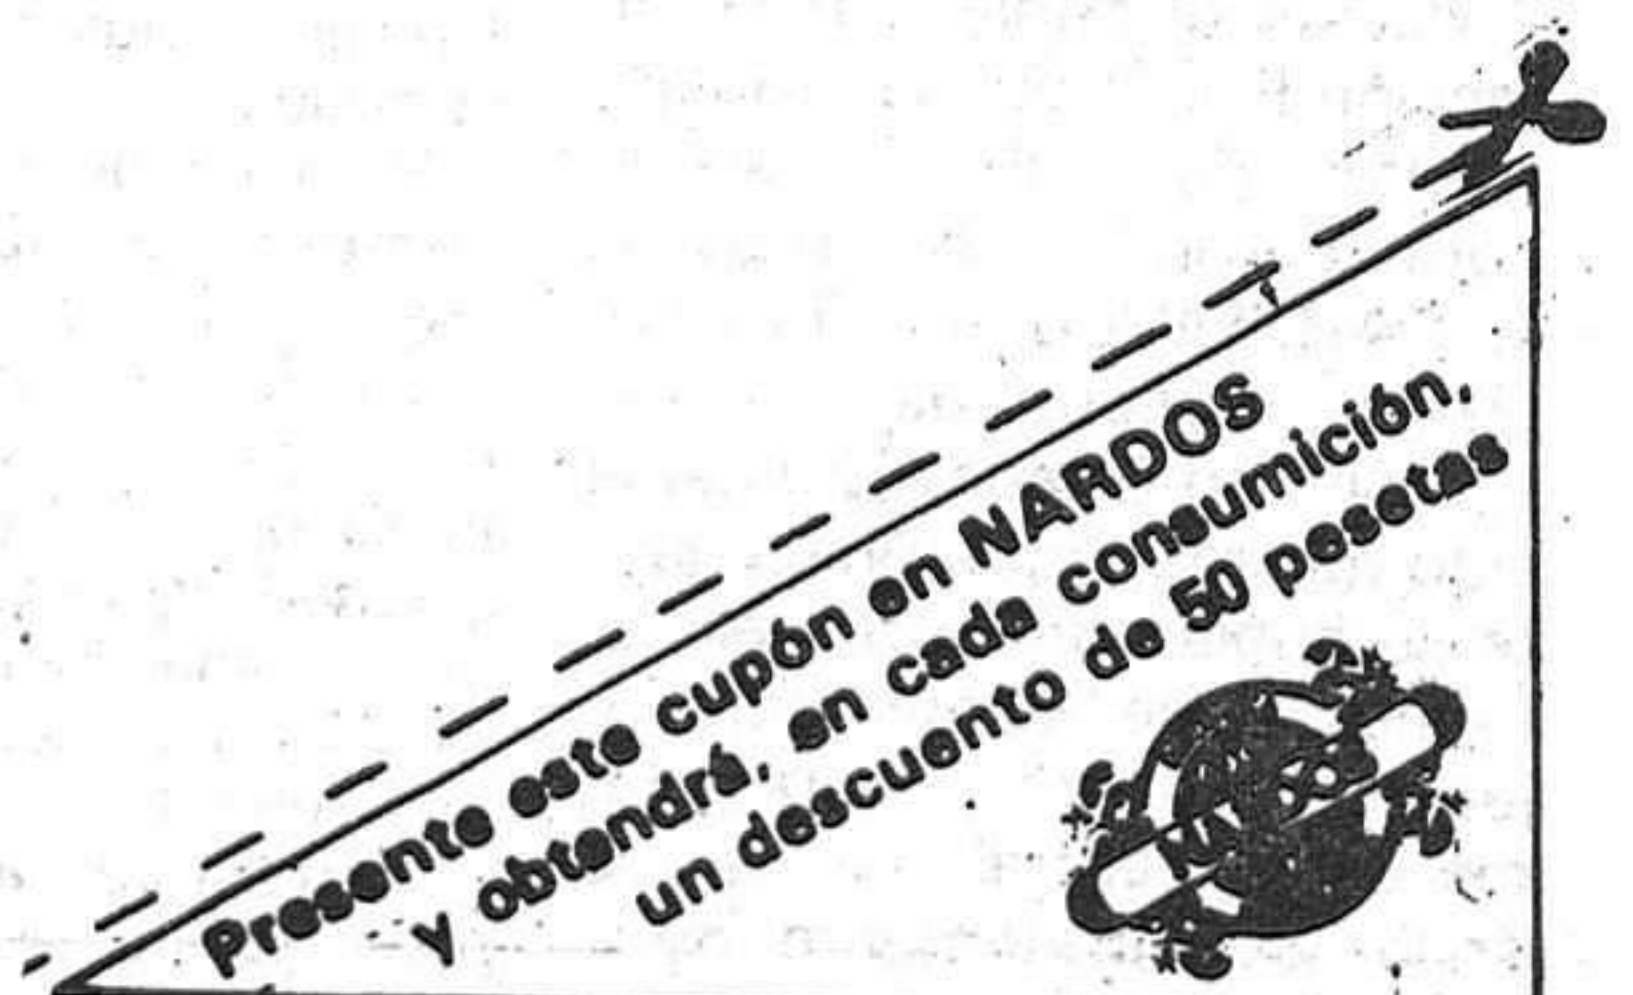 Presente este cupón en NARDOS
y obtendrá, en cada consumición,
un descuento de 50 pesetas